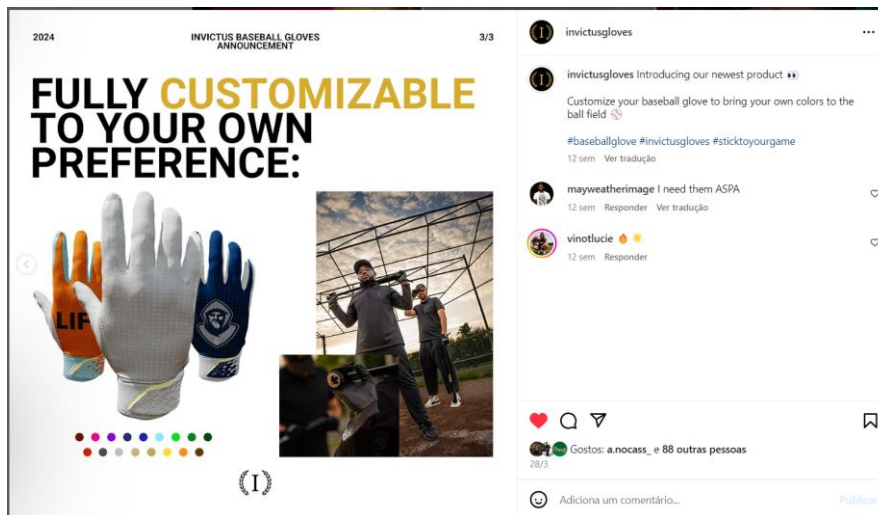 2024
INVICTUS BASEBALL GLOVES
ANNOUNCEMENT
3/3
FULLY CUSTOMIZABLE
TO YOUR OWN
PREFERENCE:
LIF
I
I
invictusgloves
I
invictusgloves Introducing our newest product 👀
Customize your baseball glove to bring your own colors to the
ball field ⚾
#baseballglove #invictusgloves #sticktoyourgame
12 sem Ver tradução
mayweatherimage I need them ASPA
12 sem Responder Ver tradução
vinotlucie 🔥 ☀️
12 sem Responder
Gostos: a.nocass_ e 88 outras pessoas
28/3
Adiciona um comentário...
Publicar